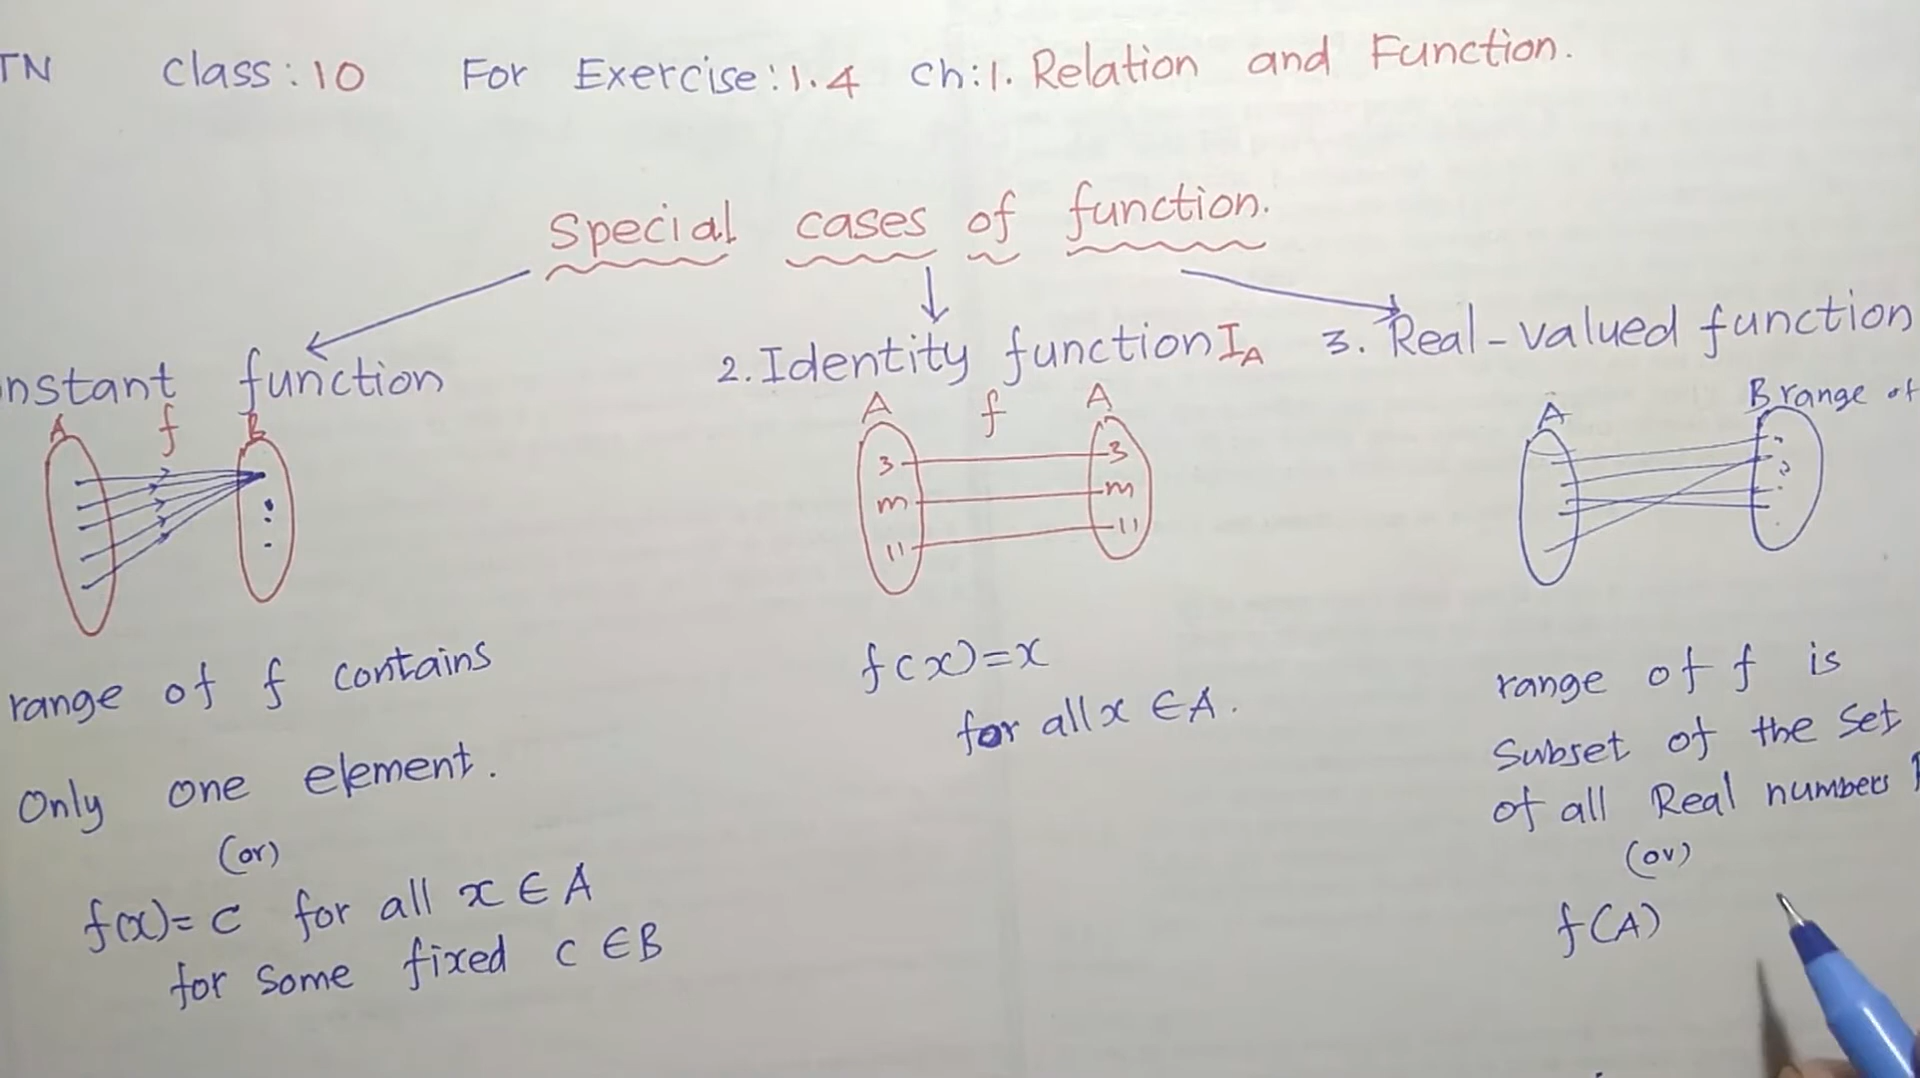 TN Class: 10 For Exercise: 1.4 Ch: 1. Relation and Function.
Special cases of function.
nstant function
2. Identity function I_A
3. Real-valued function
A f B
A f A
3 3
m m
11 11
A B range of
range of f contains
Only one element.
(or)
f(x) = c for all x ∈ A
for some fixed c ∈ B
f(x) = x
for all x ∈ A.
range of f is
Subset of the Set
of all Real numbers
(or)
f(A)